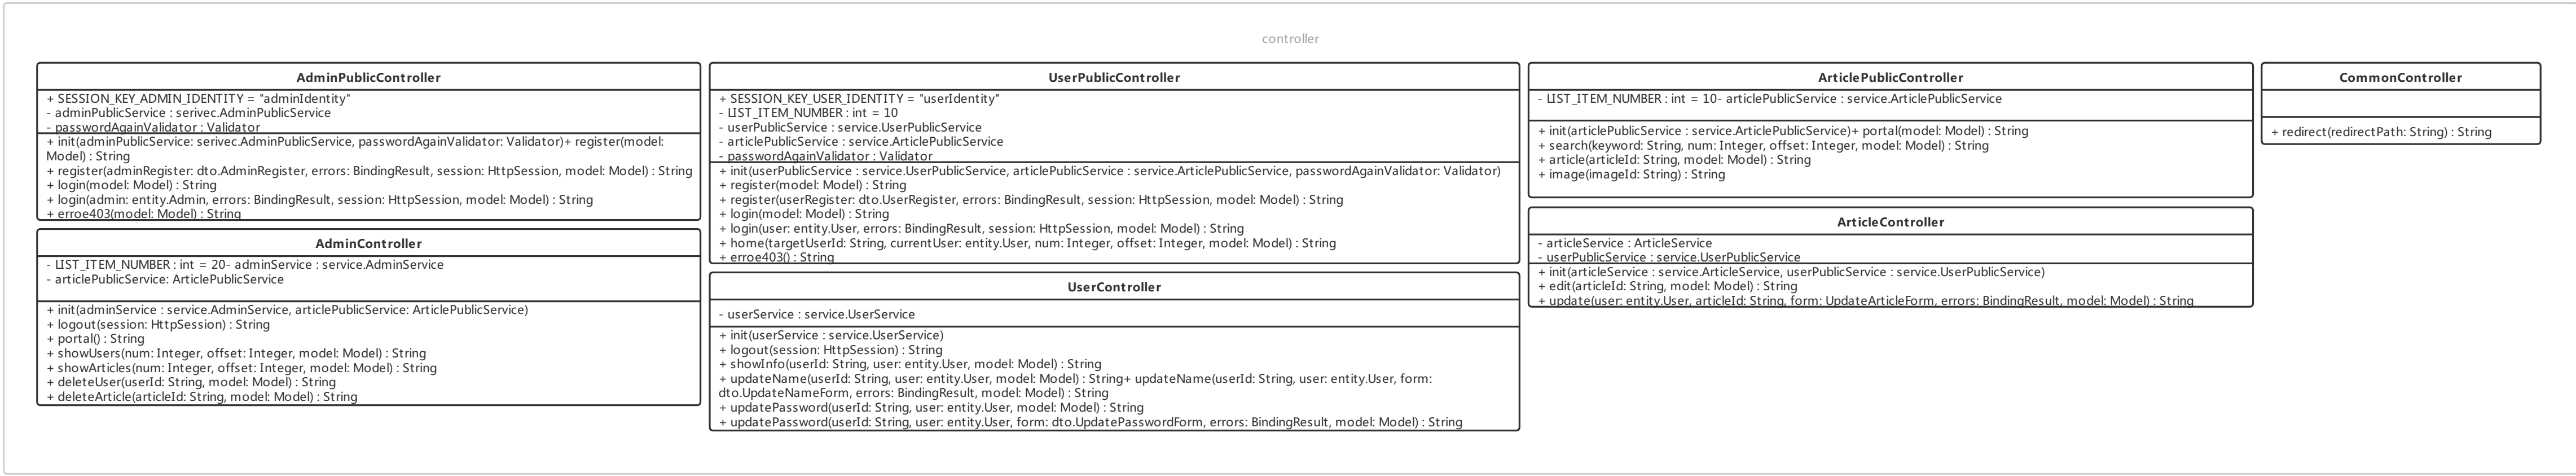 controller
AdminPublicController
+ SESSION_KEY_ADMIN_IDENTITY = "adminIdentity"
- adminPublicService : serivec.AdminPublicService
- passwordAgainValidator : Validator
+ init(adminPublicService: serivec.AdminPublicService, passwordAgainValidator: Validator)+ register(model:
Model) : String
+ register(adminRegister: dto.AdminRegister, errors: BindingResult, session: HttpSession, model: Model) : String
+ login(model: Model) : String
+ login(admin: entity.Admin, errors: BindingResult, session: HttpSession, model: Model) : String
+ erroe403(model: Model) : String
AdminController
- LIST_ITEM_NUMBER : int = 20- adminService : service.AdminService
- articlePublicService: ArticlePublicService
+ init(adminService : service.AdminService, articlePublicService: ArticlePublicService)
+ logout(session: HttpSession) : String
+ portal() : String
+ showUsers(num: Integer, offset: Integer, model: Model) : String
+ showArticles(num: Integer, offset: Integer, model: Model) : String
+ deleteUser(userId: String, model: Model) : String
+ deleteArticle(articleId: String, model: Model) : String
UserPublicController
+ SESSION_KEY_USER_IDENTITY = "userIdentity"
- LIST_ITEM_NUMBER : int = 10
- userPublicService : service.UserPublicService
- articlePublicService : service.ArticlePublicService
- passwordAgainValidator : Validator
+ init(userPublicService : service.UserPublicService, articlePublicService : service.ArticlePublicService, passwordAgainValidator: Validator)
+ register(model: Model) : String
+ register(userRegister: dto.UserRegister, errors: BindingResult, session: HttpSession, model: Model) : String
+ login(model: Model) : String
+ login(user: entity.User, errors: BindingResult, session: HttpSession, model: Model) : String
+ home(targetUserId: String, currentUser: entity.User, num: Integer, offset: Integer, model: Model) : String
+ erroe403() : String
UserController
- userService : service.UserService
+ init(userService : service.UserService)
+ logout(session: HttpSession) : String
+ showInfo(userId: String, user: entity.User, model: Model) : String
+ updateName(userId: String, user: entity.User, model: Model) : String+ updateName(userId: String, user: entity.User, form:
dto.UpdateNameForm, errors: BindingResult, model: Model) : String
+ updatePassword(userId: String, user: entity.User, model: Model) : String
+ updatePassword(userId: String, user: entity.User, form: dto.UpdatePasswordForm, errors: BindingResult, model: Model) : String
ArticlePublicController
- LIST_ITEM_NUMBER : int = 10- articlePublicService : service.ArticlePublicService
+ init(articlePublicService : service.ArticlePublicService)+ portal(model: Model) : String
+ search(keyword: String, num: Integer, offset: Integer, model: Model) : String
+ article(articleId: String, model: Model) : String
+ image(imageId: String) : String
ArticleController
- articleService : ArticleService
- userPublicService : service.UserPublicService
+ init(articleService : service.ArticleService, userPublicService : service.UserPublicService)
+ edit(articleId: String, model: Model) : String
+ update(user: entity.User, articleId: String, form: UpdateArticleForm, errors: BindingResult, model: Model) : String
CommonController
+ redirect(redirectPath: String) : String